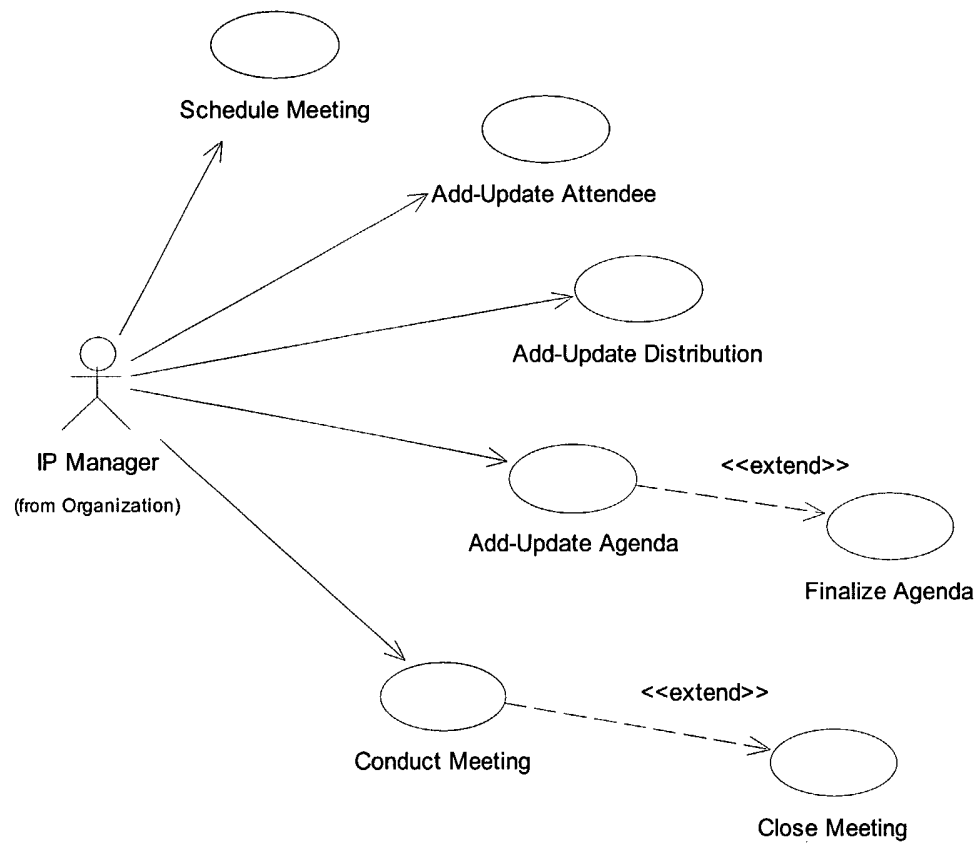 Schedule Meeting
Add-Update Attendee
Add-Update Distribution
IP Manager
(from Organization)
<<extend>>
Add-Update Agenda
Finalize Agenda
<<extend>>
Conduct Meeting
Close Meeting